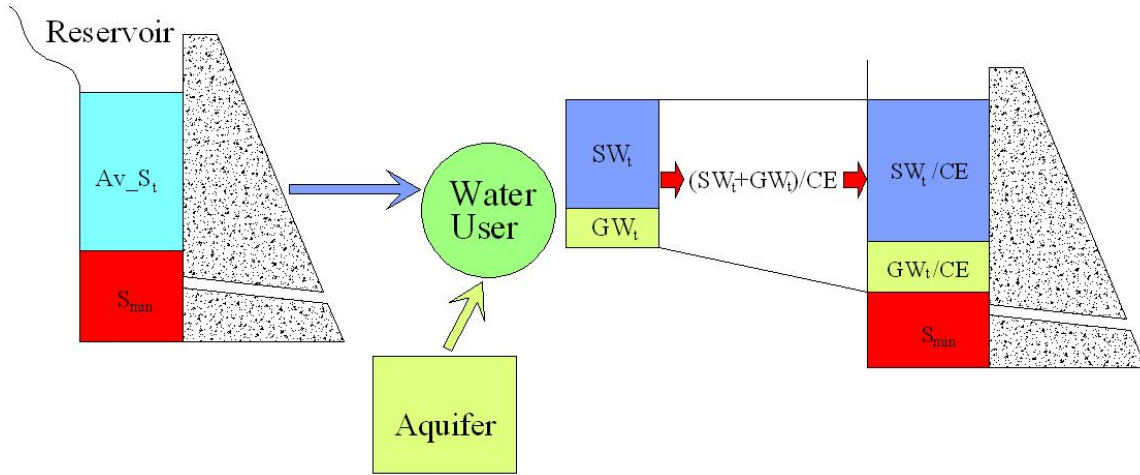 Reservoir
Av_S_t
S_min
Water
User
Aquifer
SW_t
GW_t
(SW_t+GW_t)/CE
SW_t/CE
GW_t/CE
S_min